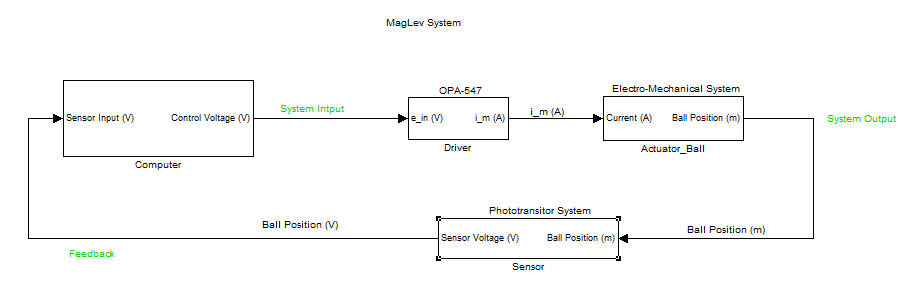 MagLev System
Sensor Input (V)
Control Voltage (V)
Computer
System Intput
OPA-547
e_in (V)
i_m (A)
Driver
i_m (A)
Electro-Mechanical System
Current (A)
Ball Position (m)
Actuator_Ball
System Output
Phototransitor System
Sensor Voltage (V)
Ball Position (m)
Sensor
Ball Position (m)
Ball Position (V)
Feedback